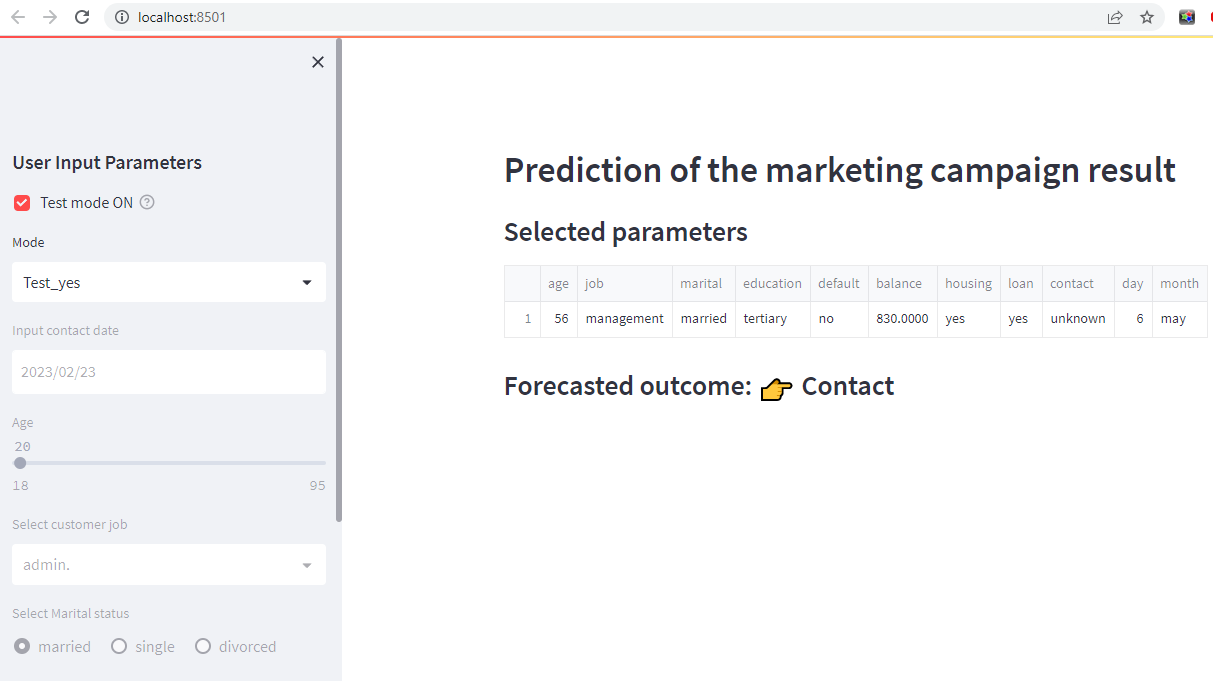 localhost:8501
User Input Parameters
Test mode ON
Mode
Test_yes
Input contact date
2023/02/23
Age
20
18 95
Select customer job
admin.
Select Marital status
married single divorced
Prediction of the marketing campaign result
Selected parameters
age job marital education default balance housing loan contact day month
1 56 management married tertiary no 830.0000 yes yes unknown 6 may
Forecasted outcome: 👉 Contact